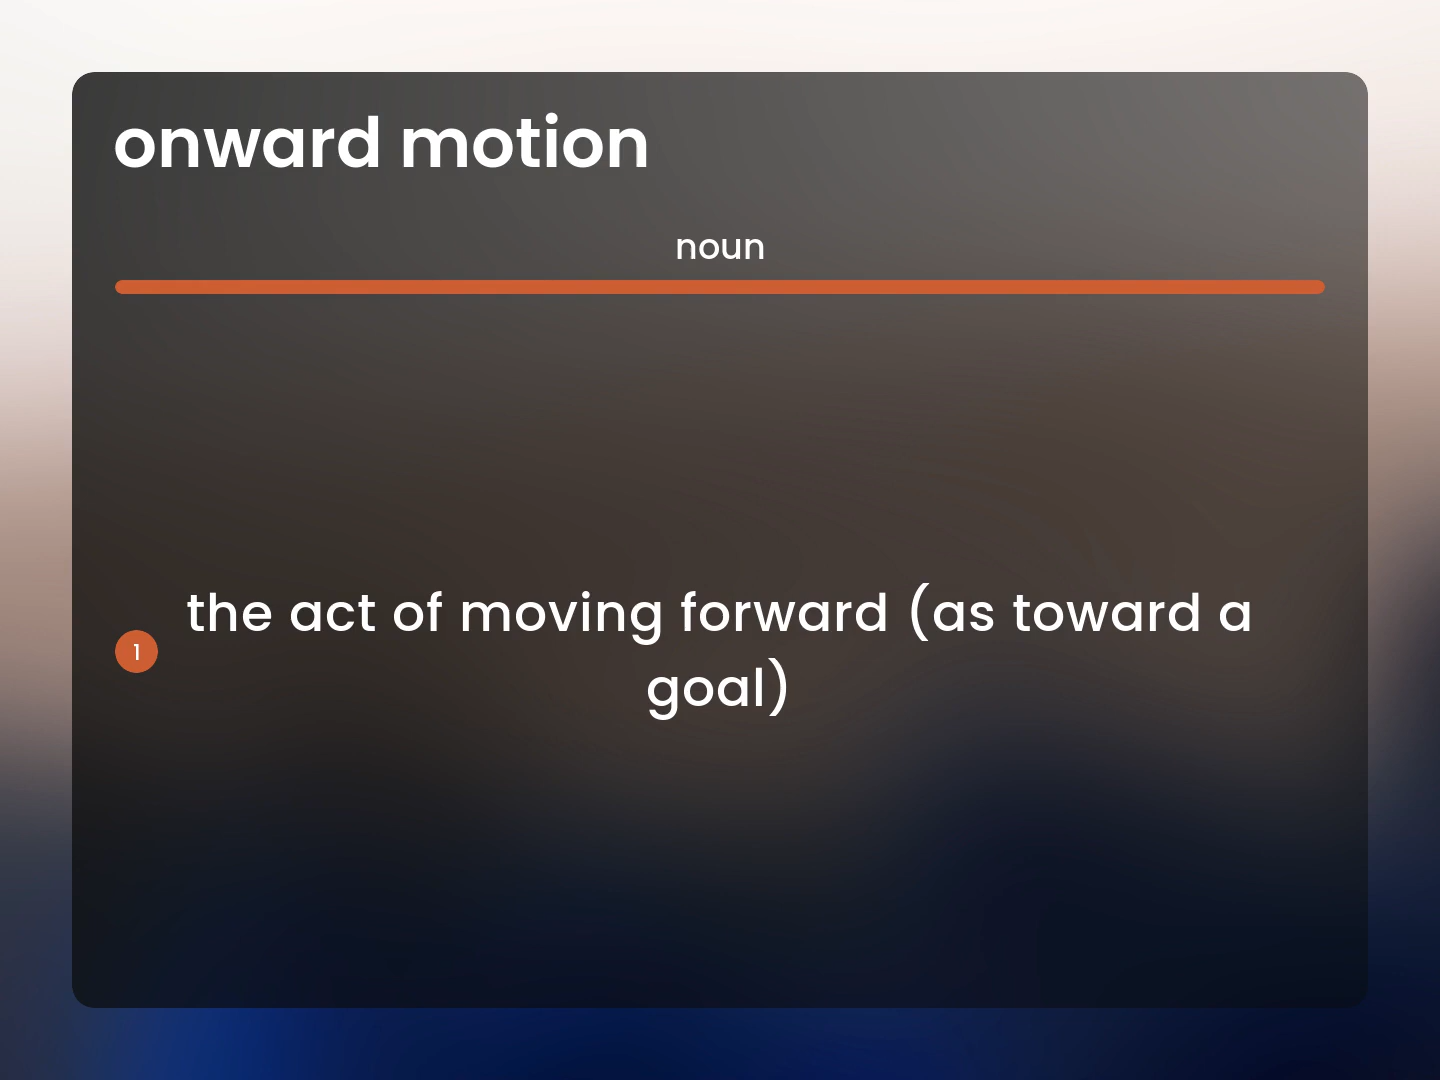 onward motion
noun
1
the act of moving forward (as toward a
goal)